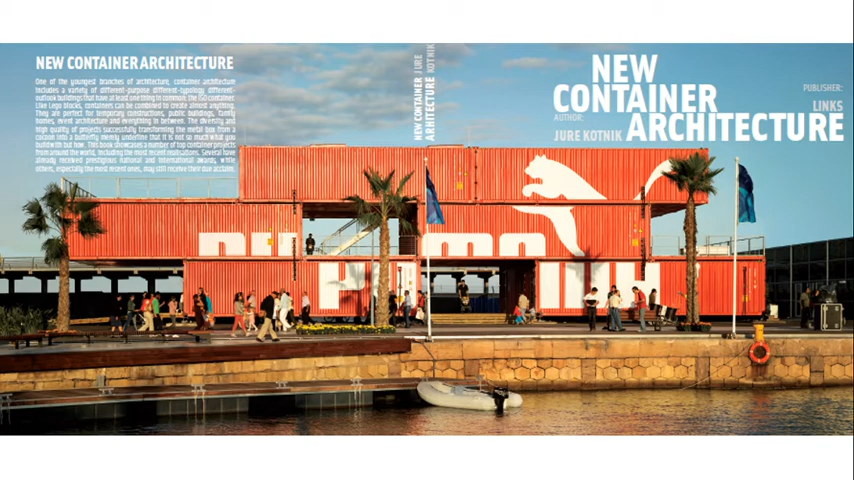 NEW CONTAINER ARCHITECTURE
One of the youngest branches of architecture, container architecture
includes a variety of different-purpose different-typology different-
outlook buildings that have at least one thing in common: the ISO container.
Like Lego blocks, containers can be combined to create almost anything.
They are perfect for temporary constructions, public buildings, family
homes, event architecture and everything in between. The diversity and
high quality of projects successfully transforming the metal box from a
cocoon into a butterfly merely underline that it is not so much what you
build with but how. This book showcases a number of top container projects
from around the world, including the most recent realisations. Several have
already received prestigious national and international awards, while
others, especially the most recent ones, may still receive their due acclaim.
NEW CONTAINER JURE
ARHITECTURE KOTNIK
NEW
CONTAINER
ARCHITECTURE
AUTHOR:
JURE KOTNIK
PUBLISHER:
LINKS